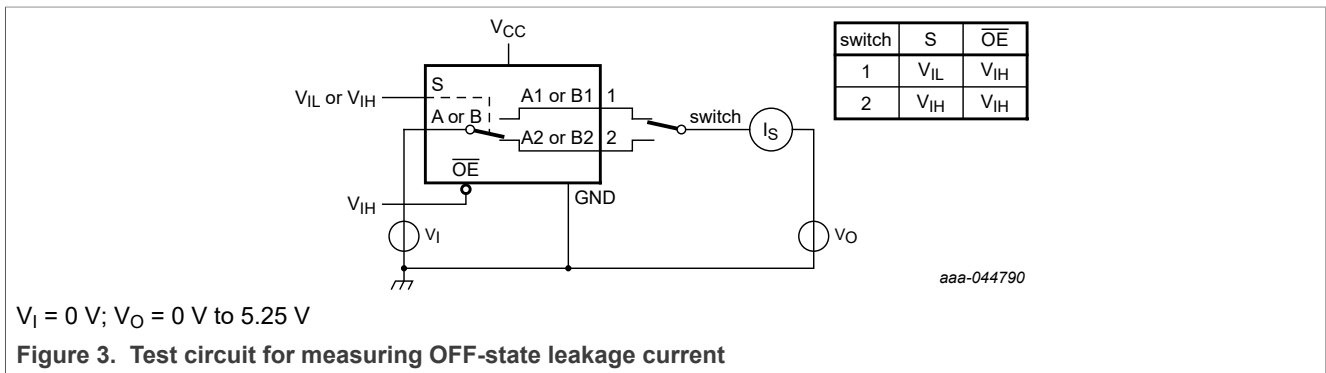 VCC
switch S OE
1 VIL VIH
2 VIH VIH
S
VIL or VIH
A1 or B1 1
switch
A or B
IS
A2 or B2 2
OE
GND
VIH
VI
VO
aaa-044790
VI = 0 V; VO = 0 V to 5.25 V
Figure 3. Test circuit for measuring OFF-state leakage current